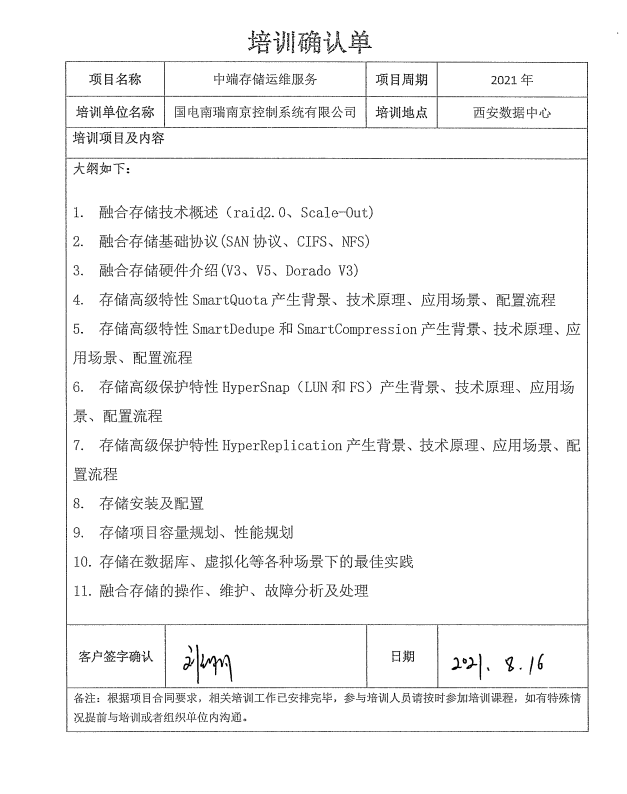 培训确认单
项目名称 中端存储运维服务 项目周期 2021 年
培训单位名称 国电南瑞南京控制系统有限公司 培训地点 西安数据中心
培训项目及内容
大纲如下：
1. 融合存储技术概述（raid2.0、Scale-Out)
2. 融合存储基础协议(SAN 协议、CIFS、NFS)
3. 融合存储硬件介绍(V3、V5、Dorado V3)
4. 存储高级特性 SmartQuota 产生背景、技术原理、应用场景、配置流程
5. 存储高级特性 SmartDedupe 和 SmartCompression 产生背景、技术原理、应
用场景、配置流程
6. 存储高级保护特性 HyperSnap（LUN 和 FS）产生背景、技术原理、应用场
景、配置流程
7. 存储高级保护特性 HyperReplication 产生背景、技术原理、应用场景、配
置流程
8. 存储安装及配置
9. 存储项目容量规划、性能规划
10. 存储在数据库、虚拟化等各种场景下的最佳实践
11. 融合存储的操作、维护、故障分析及处理
客户签字确认 日期 2021. 8.16
备注：根据项目合同要求，相关培训工作已安排完毕，参与培训人员请按时参加培训课程，如有特殊情
况提前与培训或者组织单位内沟通。